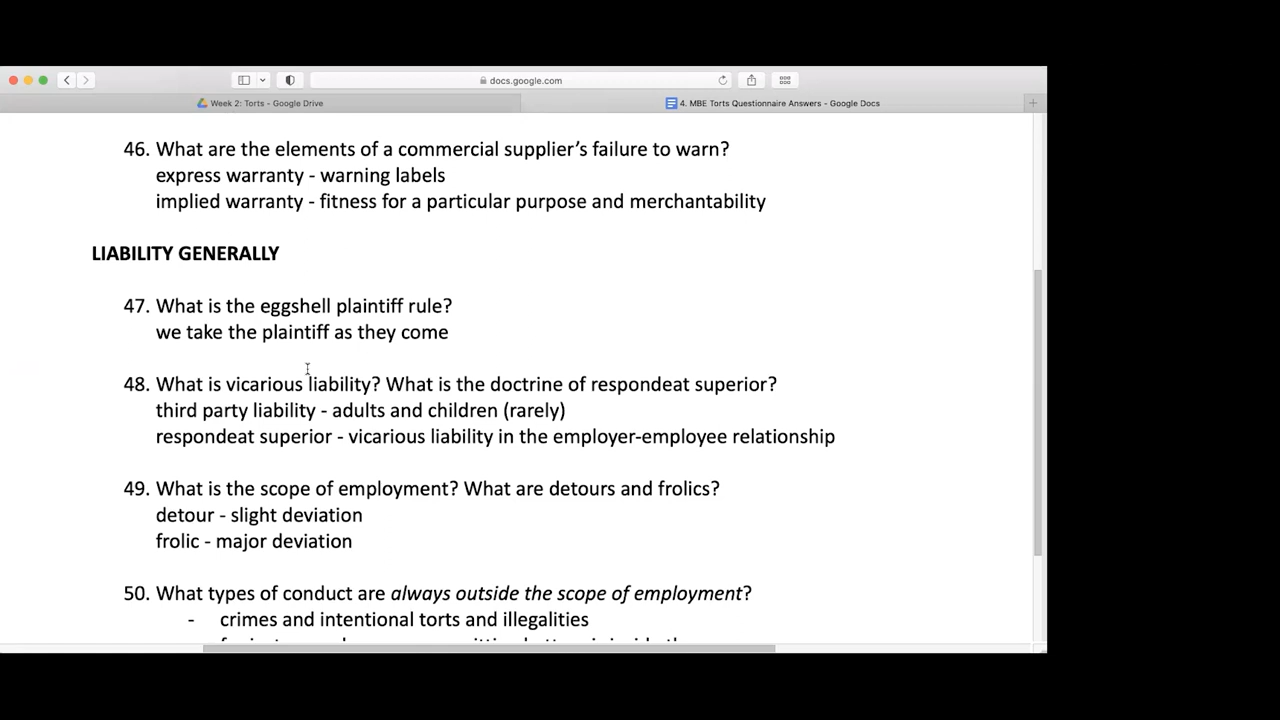 docs.google.com
Week 2: Torts - Google Drive
4. MBE Torts Questionnaire Answers - Google Docs
46. What are the elements of a commercial supplier's failure to warn?
express warranty - warning labels
implied warranty - fitness for a particular purpose and merchantability
LIABILITY GENERALLY
47. What is the eggshell plaintiff rule?
we take the plaintiff as they come
48. What is vicarious liability? What is the doctrine of respondeat superior?
third party liability - adults and children (rarely)
respondeat superior - vicarious liability in the employer-employee relationship
49. What is the scope of employment? What are detours and frolics?
detour - slight deviation
frolic - major deviation
50. What types of conduct are always outside the scope of employment?
- crimes and intentional torts and illegalities